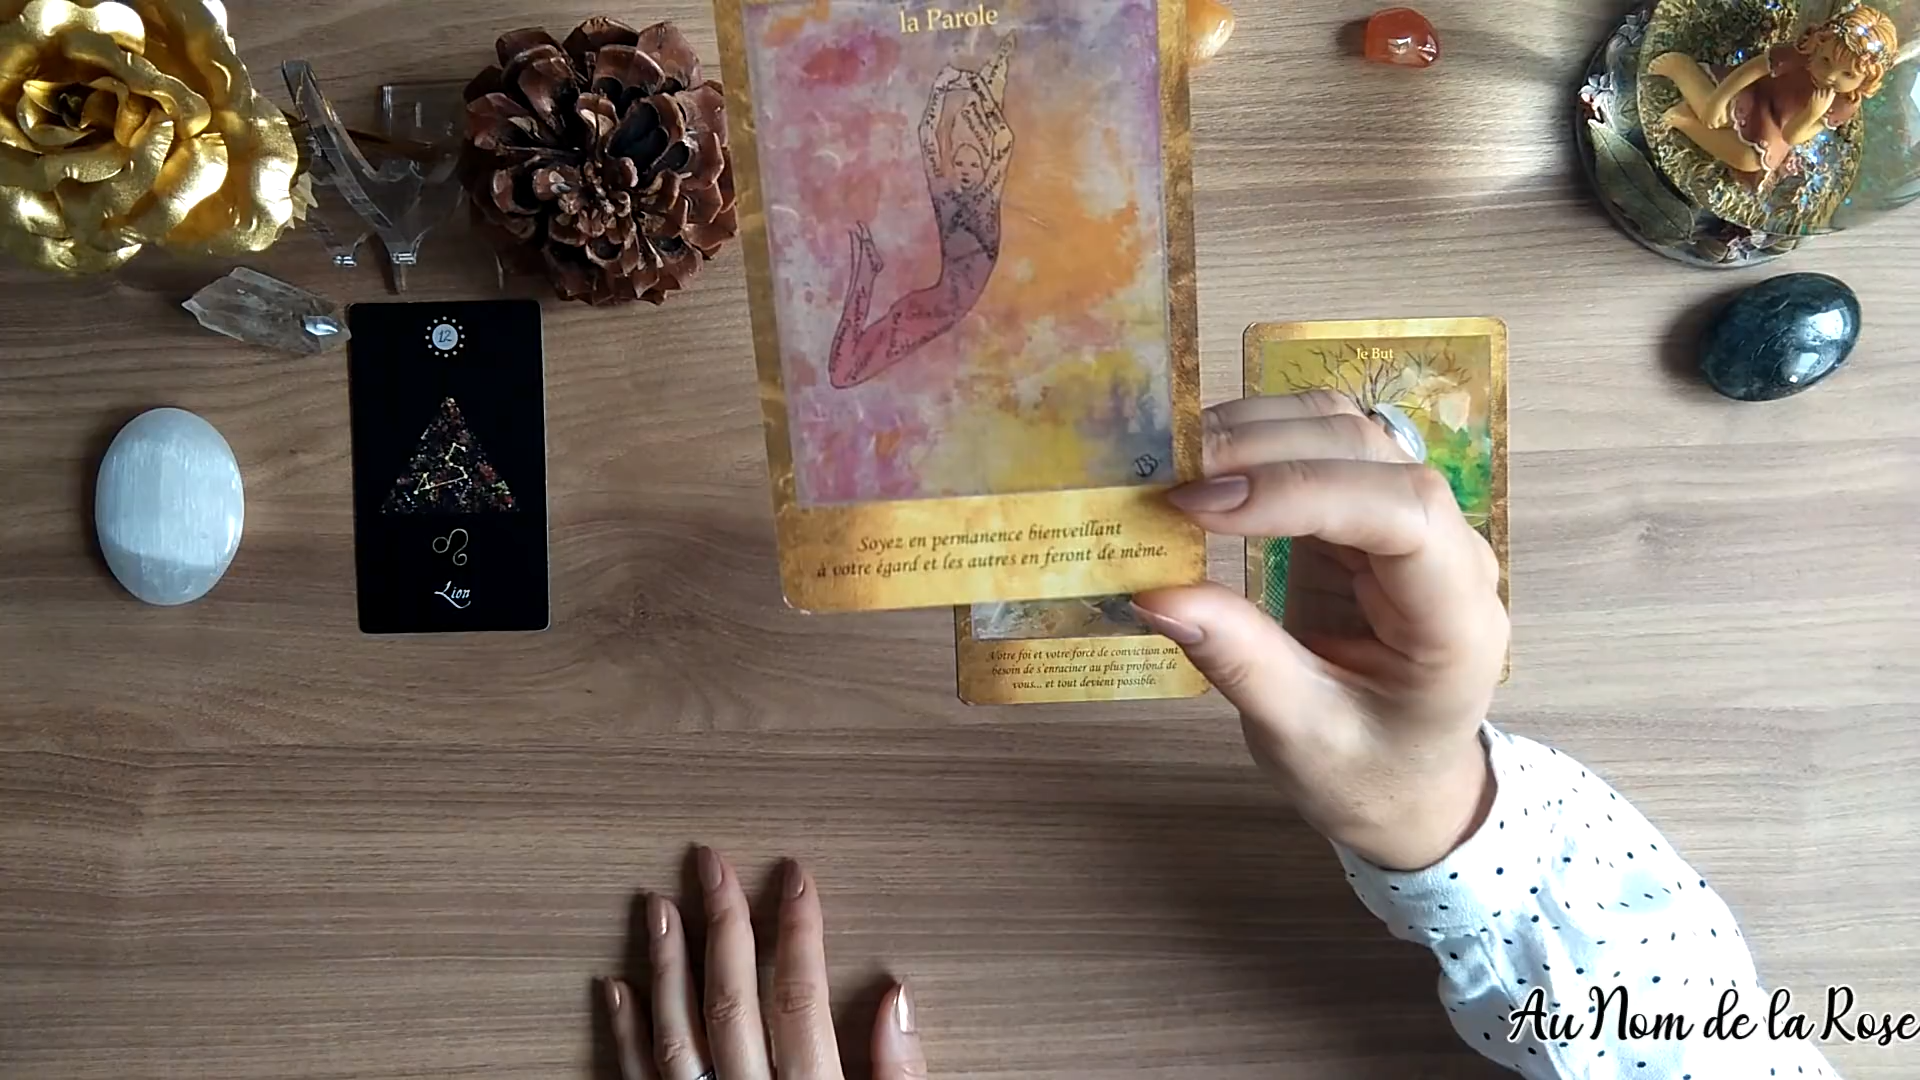 la Parole
Soyez en permanence bienveillant
à votre égard et les autres en feront de même.
12
Lion
le But
Votre foi et votre force de conviction ont
besoin de s'enraciner au plus profond de
vous... et tout devient possible.
Au Nom de la Rose